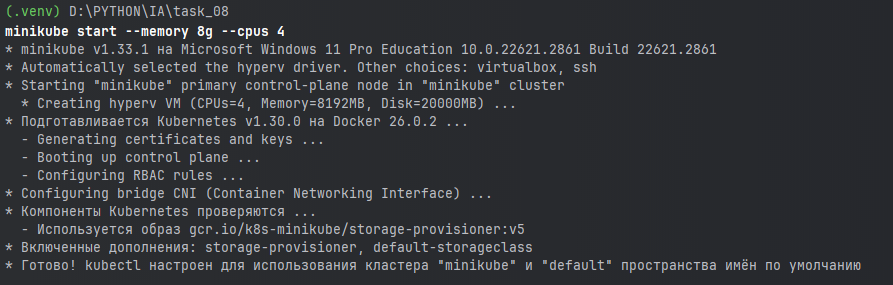 (.venv) D:\PYTHON\IA\task_08
minikube start --memory 8g --cpus 4
* minikube v1.33.1 на Microsoft Windows 11 Pro Education 10.0.22621.2861 Build 22621.2861
* Automatically selected the hyperv driver. Other choices: virtualbox, ssh
* Starting "minikube" primary control-plane node in "minikube" cluster
* Creating hyperv VM (CPUs=4, Memory=8192MB, Disk=20000MB) ...
* Подготавливается Kubernetes v1.30.0 на Docker 26.0.2 ...
- Generating certificates and keys ...
- Booting up control plane ...
- Configuring RBAC rules ...
* Configuring bridge CNI (Container Networking Interface) ...
* Компоненты Kubernetes проверяются ...
- Используется образ gcr.io/k8s-minikube/storage-provisioner:v5
* Включенные дополнения: storage-provisioner, default-storageclass
* Готово! kubectl настроен для использования кластера "minikube" и "default" пространства имён по умолчанию